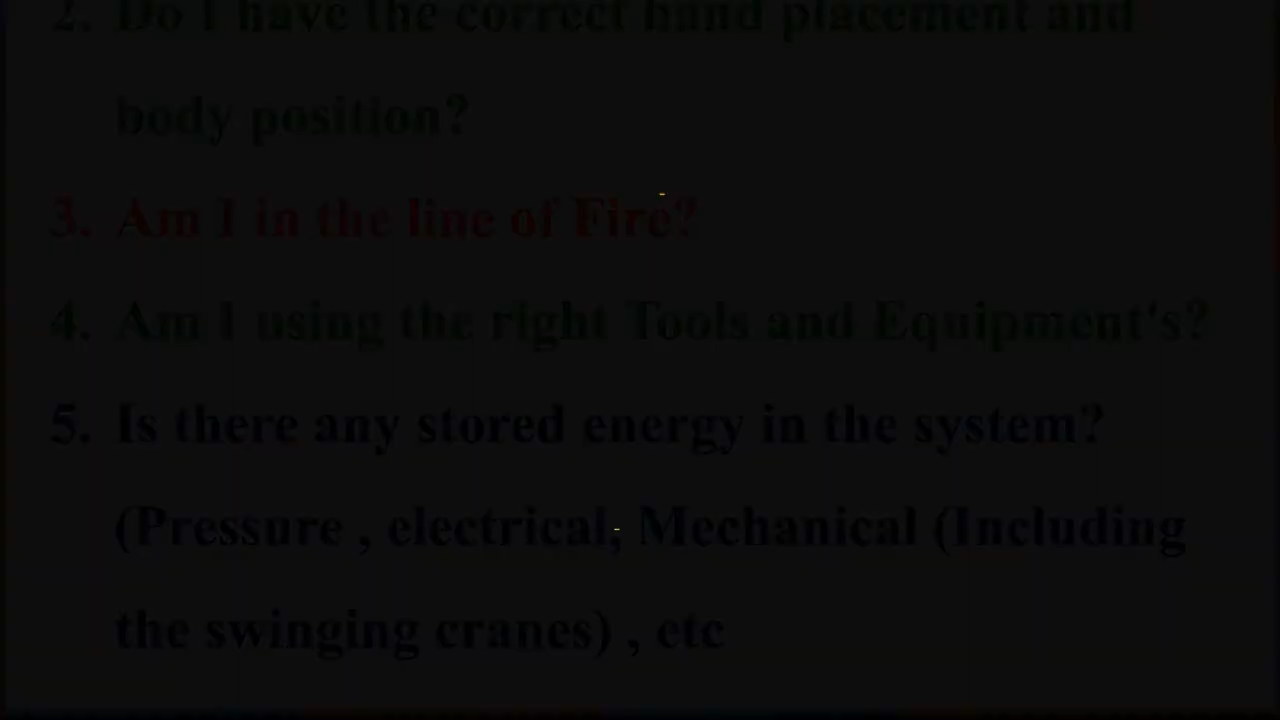 2. Do I have the correct hand placement and
body position?
3. Am I in the line of Fire?
4. Am I using the right Tools and Equipment‘s?
5. Is there any stored energy in the system?
(Pressure , electrical, Mechanical (Including
the swinging cranes) , etc